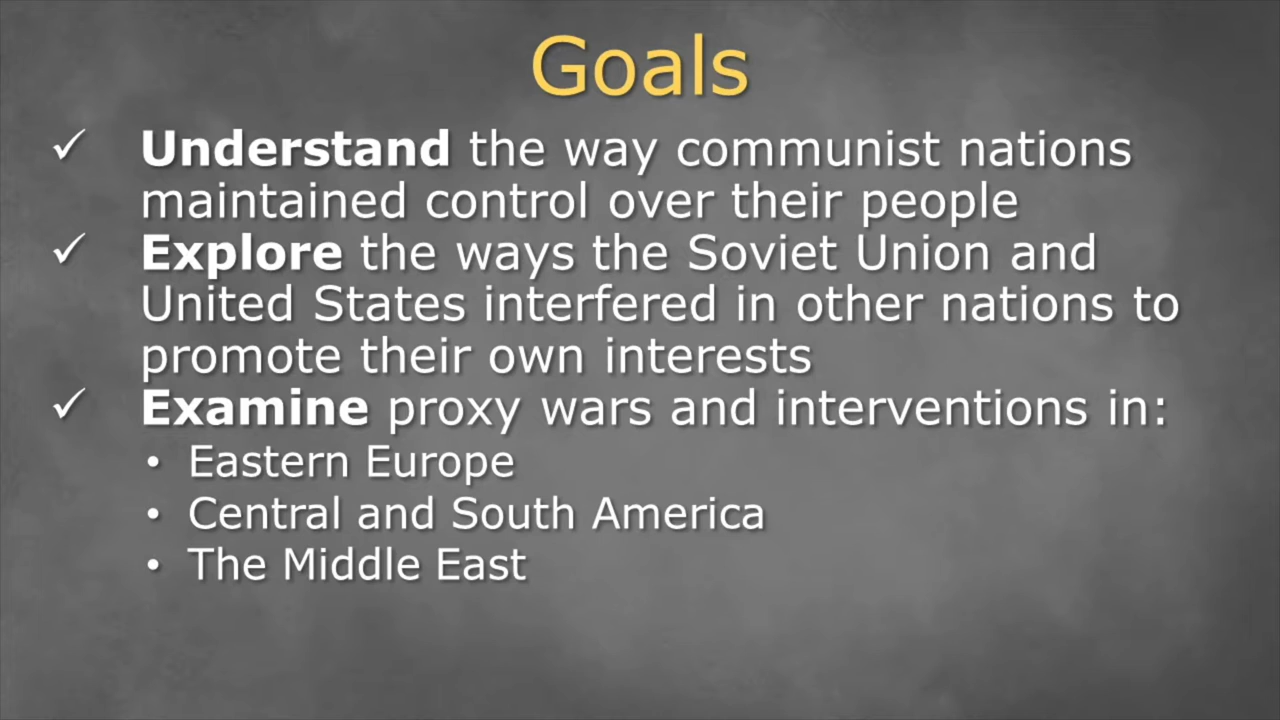 Goals
✓ Understand the way communist nations
maintained control over their people
✓ Explore the ways the Soviet Union and
United States interfered in other nations to
promote their own interests
✓ Examine proxy wars and interventions in:
• Eastern Europe
• Central and South America
• The Middle East